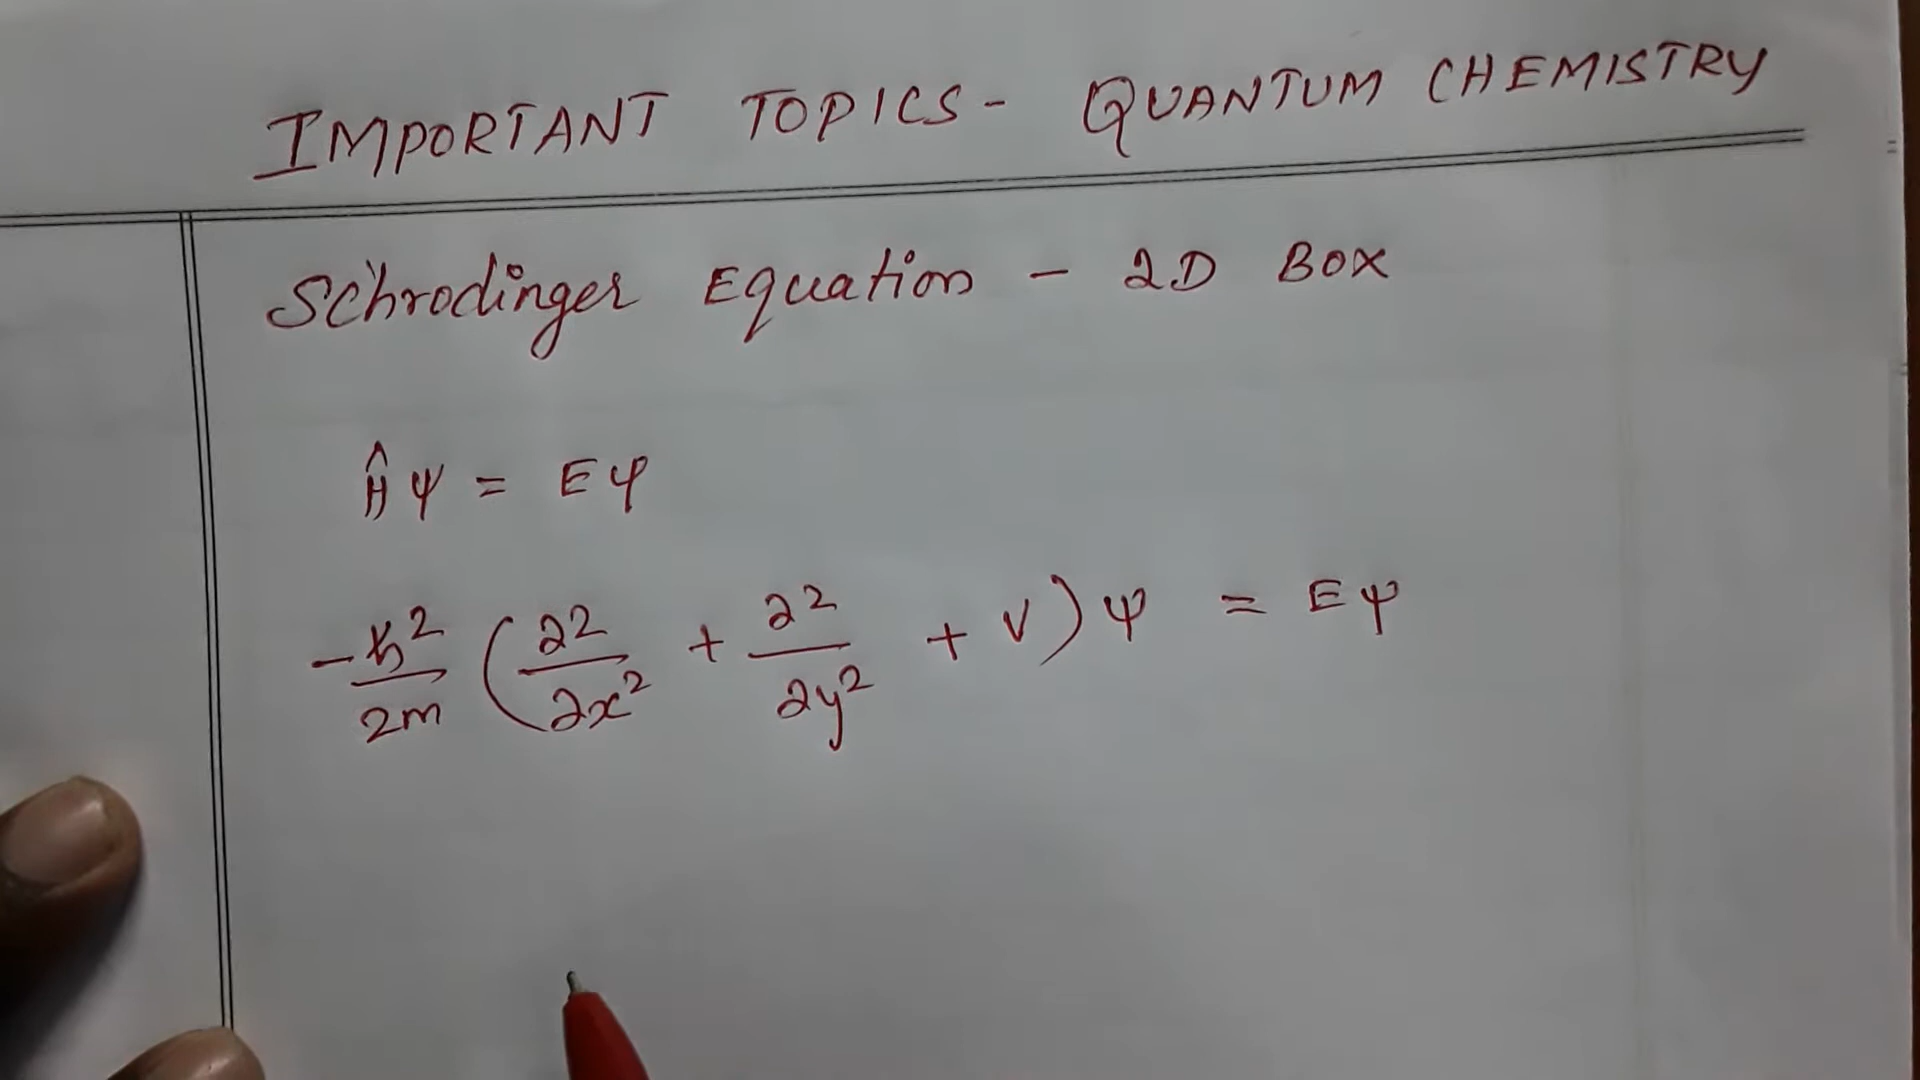 IMPORTANT TOPICS - QUANTUM CHEMISTRY
Schrodinger Equation - 2D Box
Ĥψ = Eψ
-ħ²/2m (∂²/∂x² + ∂²/∂y² + V)ψ = Eψ